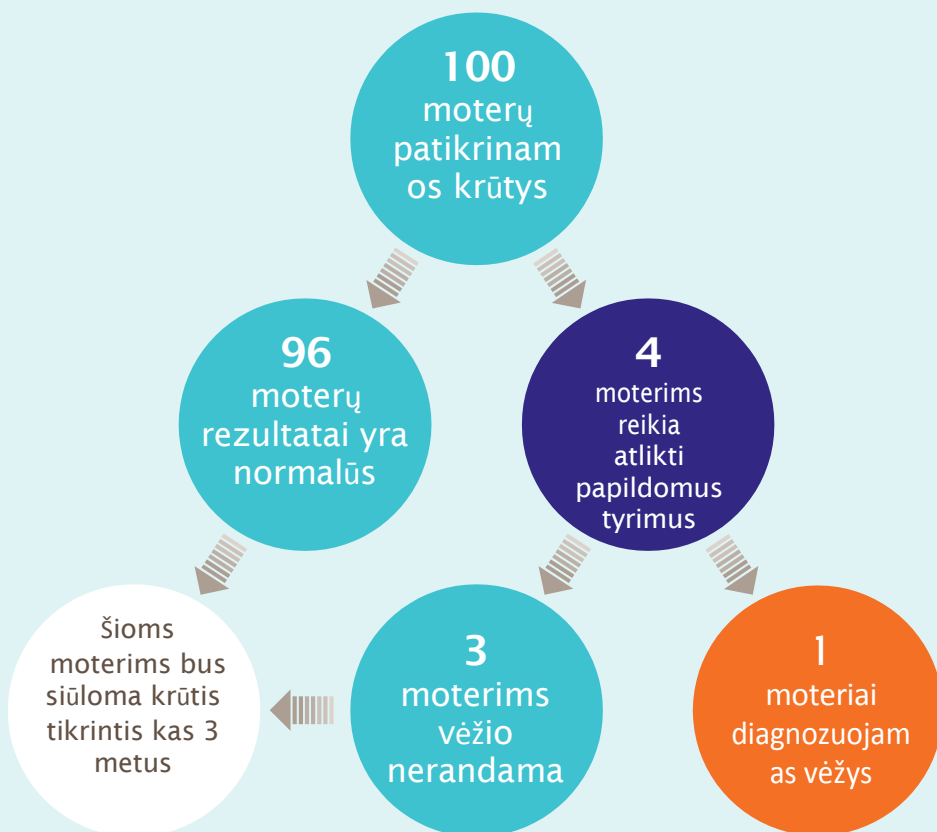 100
moterų
patikrinam
os krūtys
96
moterų
rezultatai yra
normalūs
4
moterims
reikia
atlikti
papildomus
tyrimus
šioms
moterims bus
siūloma krūtis
tikrintis kas 3
metus
3
moterims
vėžio
nerandama
1
moteriai
diagnozuojam
as vėžys